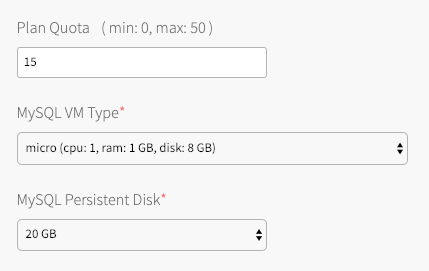 Plan Quota ( min: 0, max: 50 )
15
MySQL VM Type*
micro (cpu: 1, ram: 1 GB, disk: 8 GB)
MySQL Persistent Disk*
20 GB